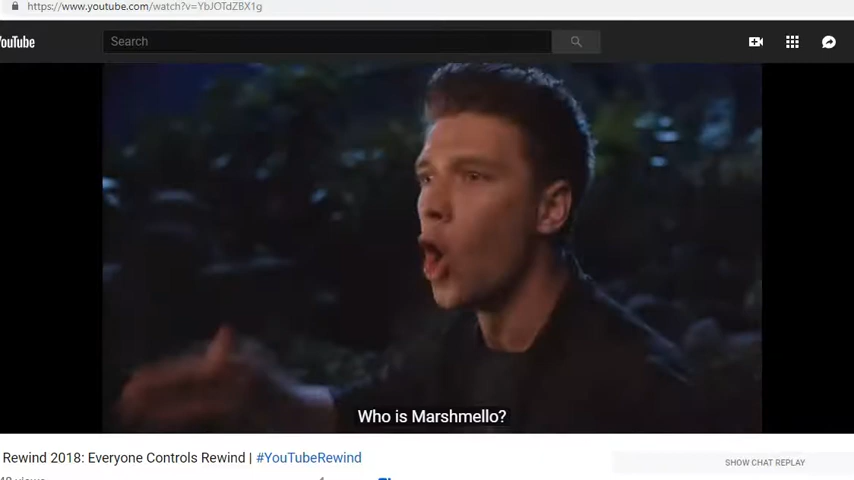 https://www.youtube.com/watch?v=YbJOTdZBX1g
YouTube
Search
Who is Marshmello?
Rewind 2018: Everyone Controls Rewind | #YouTubeRewind
SHOW CHAT REPLAY
views